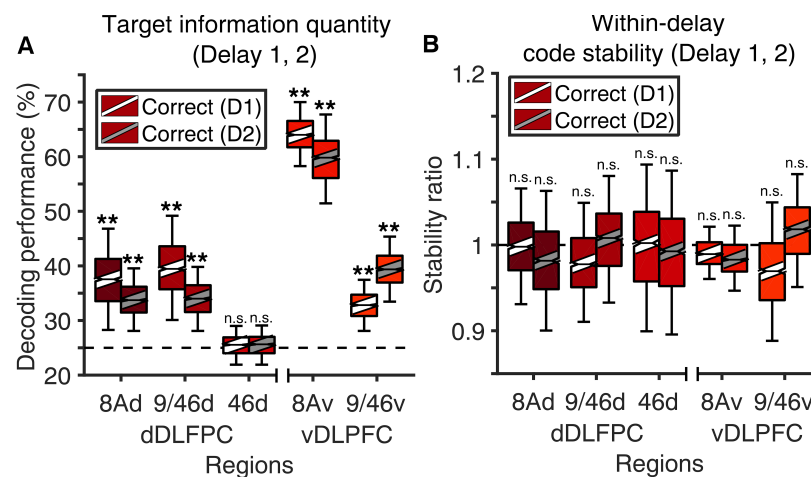 A
Target information quantity
(Delay 1, 2)
Decoding performance (%)
70
60
50
40
30
20
Correct (D1)
Correct (D2)
** ** ** ** n.s. n.s. ** ** ** **
8Ad 9/46d 46d 8Av 9/46v
dDLFPC vDLPFC
Regions
B
Within-delay
code stability (Delay 1, 2)
Stability ratio
1.2
1.1
1
0.9
Correct (D1)
Correct (D2)
n.s. n.s. n.s. n.s. n.s. n.s. n.s. n.s. n.s. n.s.
8Ad 9/46d 46d 8Av 9/46v
dDLFPC vDLPFC
Regions